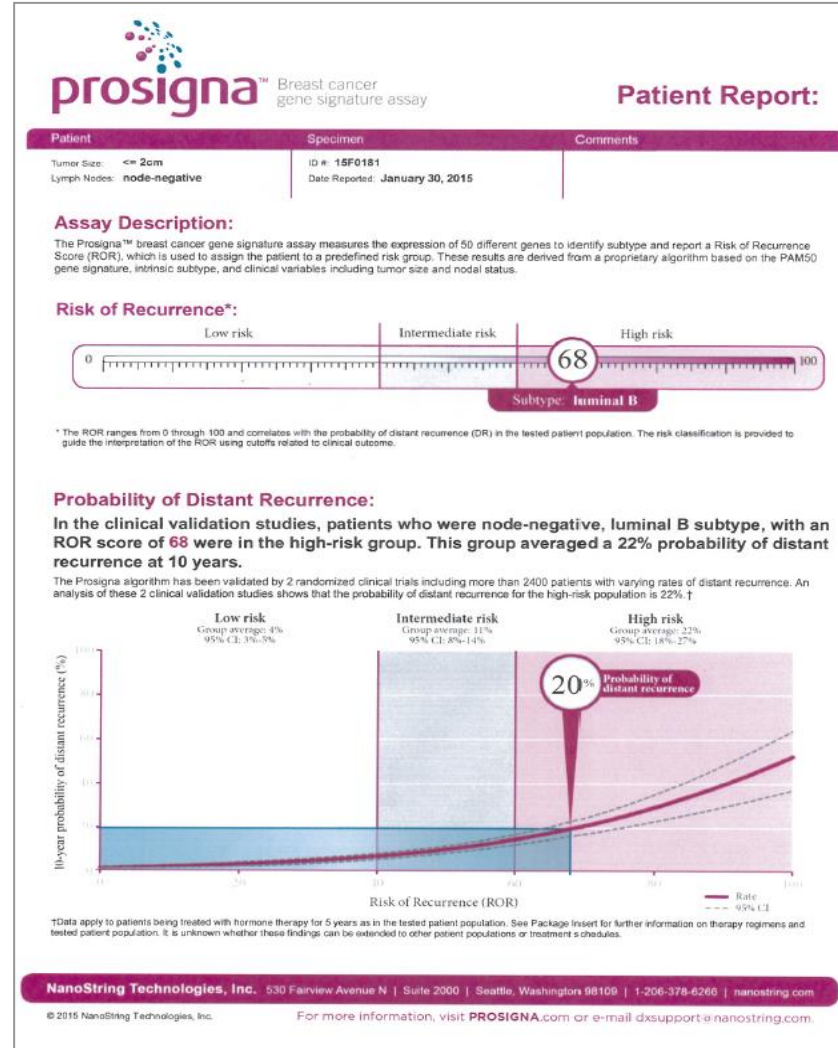 prosigna™ Breast cancer
gene signature assay
Patient Report:
Patient Specimen Comments
Tumor Size: <= 2cm ID #: 15F0181
Lymph Nodes: node-negative Date Reported: January 30, 2015
Assay Description:
The Prosigna™ breast cancer gene signature assay measures the expression of 50 different genes to identify subtype and report a Risk of Recurrence
Score (ROR), which is used to assign the patient to a predefined risk group. These results are derived from a proprietary algorithm based on the PAM50
gene signature, intrinsic subtype, and clinical variables including tumor size and nodal status.
Risk of Recurrence*:
Low risk Intermediate risk High risk
0 68 100
Subtype: luminal B
* The ROR ranges from 0 through 100 and correlates with the probability of distant recurrence (DR) in the tested patient population. The risk classification is provided to
guide the interpretation of the ROR using cutoffs related to clinical outcome.
Probability of Distant Recurrence:
In the clinical validation studies, patients who were node-negative, luminal B subtype, with an
ROR score of 68 were in the high-risk group. This group averaged a 22% probability of distant
recurrence at 10 years.
The Prosigna algorithm has been validated by 2 randomized clinical trials including more than 2400 patients with varying rates of distant recurrence. An
analysis of these 2 clinical validation studies shows that the probability of distant recurrence for the high-risk population is 22%.†
Low risk Intermediate risk High risk
Group average: 4% Group average: 11% Group average: 22%
95% CI: 3%-5% 95% CI: 8%-14% 95% CI: 18%-27%
20% Probability of
distant recurrence
10-year probability of distant recurrence (%)
60 80
Risk of Recurrence (ROR)
Rate
95% CI
†Data apply to patients being treated with hormone therapy for 5 years as in the tested patient population. See Package Insert for further information on therapy regimens and
tested patient population. It is unknown whether these findings can be extended to other patient populations or treatment schedules.
NanoString Technologies, Inc. 530 Fairview Avenue N | Suite 2000 | Seattle, Washington 98109 | 1-206-378-6266 | nanostring.com
© 2015 NanoString Technologies, Inc. For more information, visit PROSIGNA.com or e-mail dxsupport@nanostring.com.